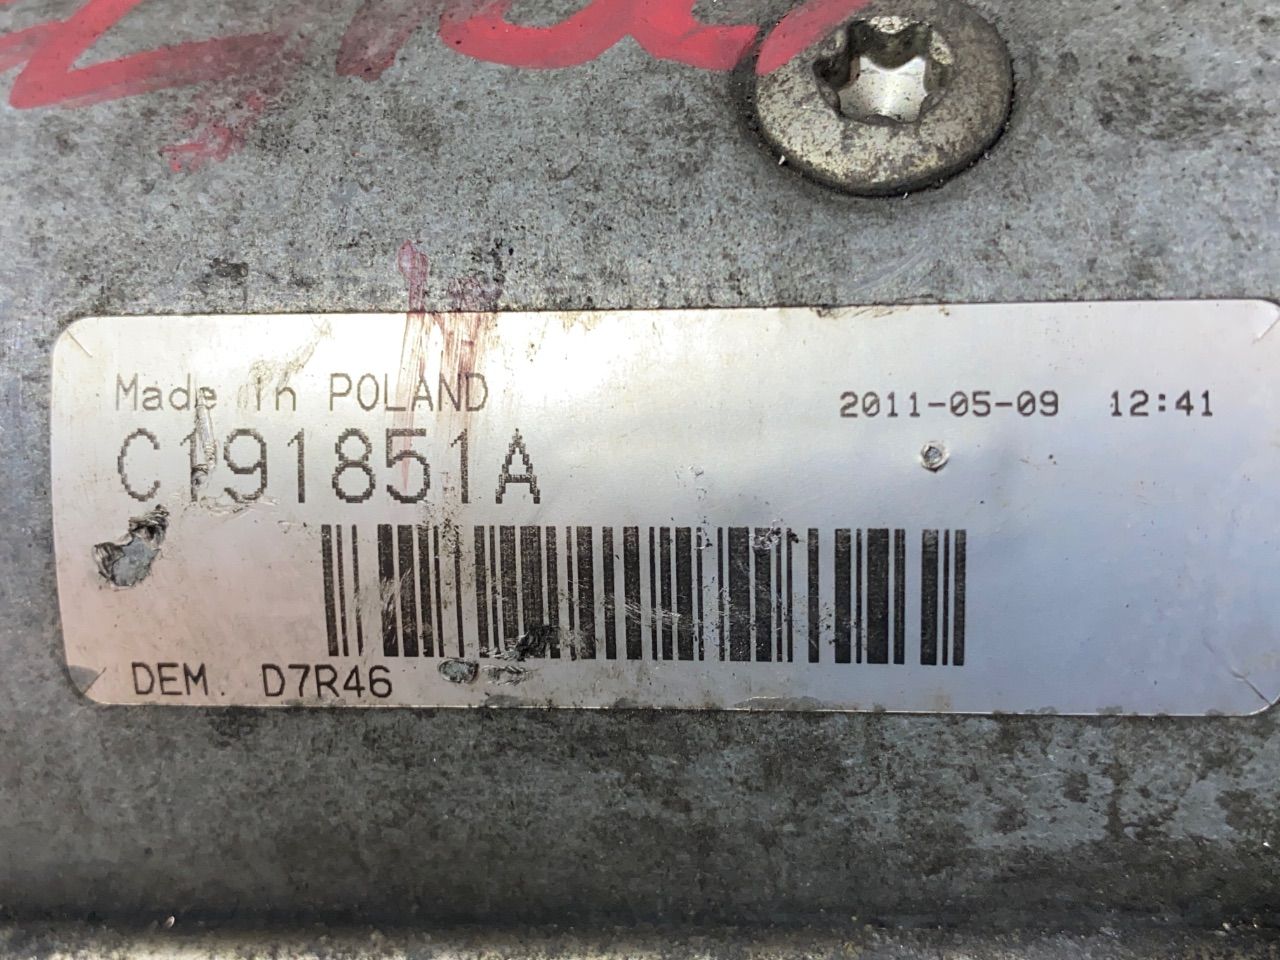 Made In POLAND
2011-05-09 12:41
C191851A
DEM. D7R46